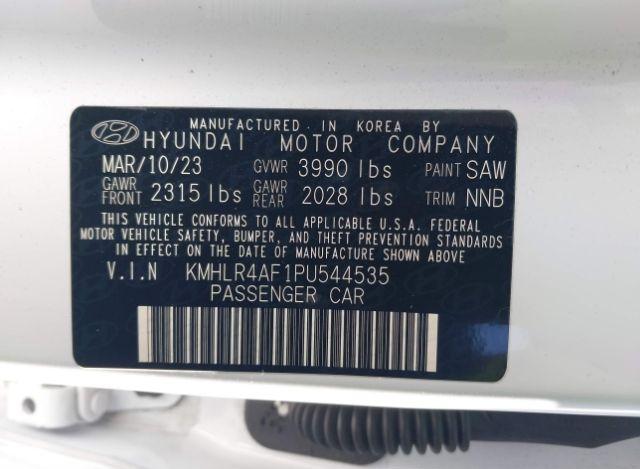 MANUFACTURED IN KOREA BY
HYUNDAI MOTOR COMPANY
MAR/10/23 GVWR 3990 lbs PAINT SAW
GAWR FRONT 2315 lbs GAWR REAR 2028 lbs TRIM NNB
THIS VEHICLE CONFORMS TO ALL APPLICABLE U.S.A. FEDERAL
MOTOR VEHICLE SAFETY, BUMPER, AND THEFT PREVENTION STANDARDS
IN EFFECT ON THE DATE OF MANUFACTURE SHOWN ABOVE
V.I.N KMHLR4AF1PU544535
PASSENGER CAR